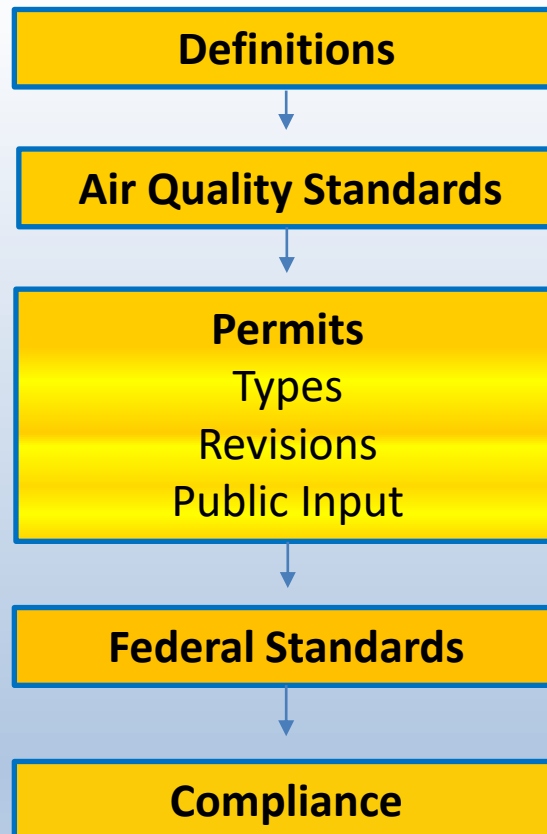 Definitions
Air Quality Standards
Permits
Types
Revisions
Public Input
Federal Standards
Compliance